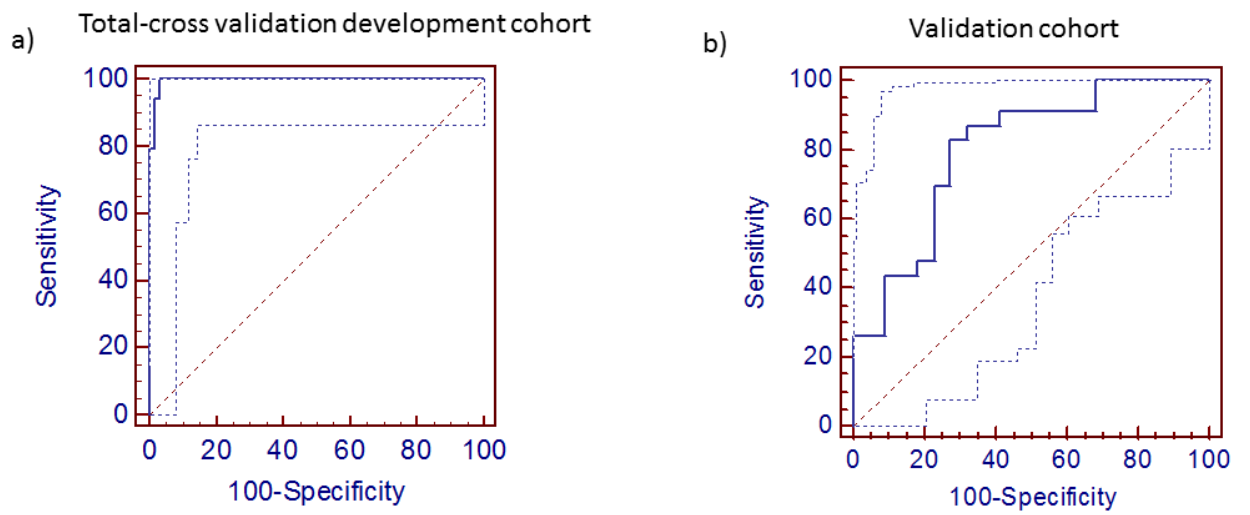 a)
Total-cross validation development cohort
100
80
60
40
20
0
Sensitivity
0 20 40 60 80 100
100-Specificity
b)
Validation cohort
100
80
60
40
20
0
Sensitivity
0 20 40 60 80 100
100-Specificity